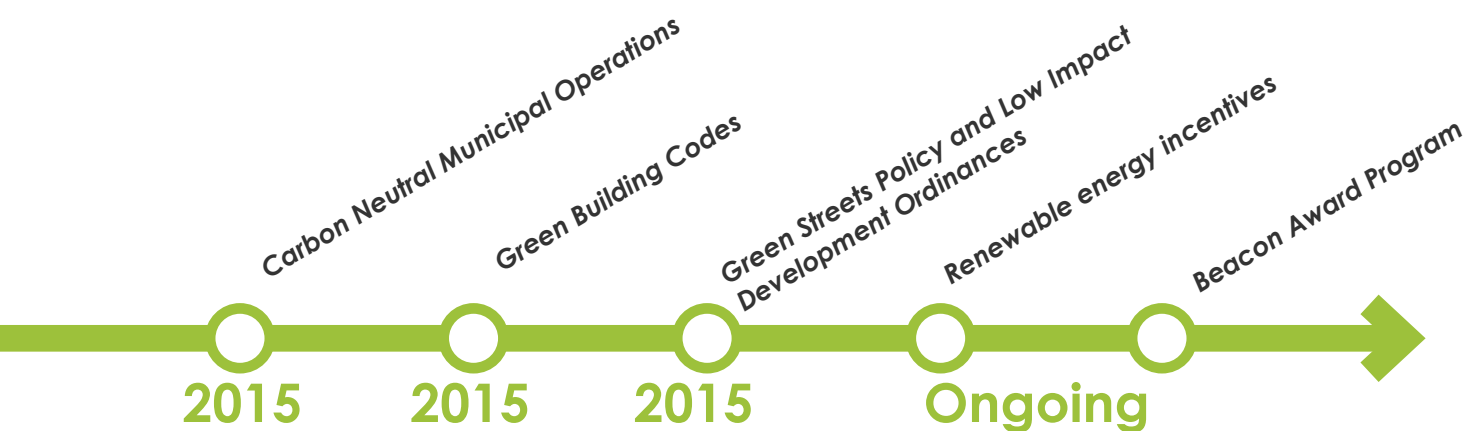 Carbon Neutral Municipal Operations
Green Building Codes
Green Streets Policy and Low Impact
Development Ordinances
Renewable energy incentives
Beacon Award Program
2015
2015
2015
Ongoing